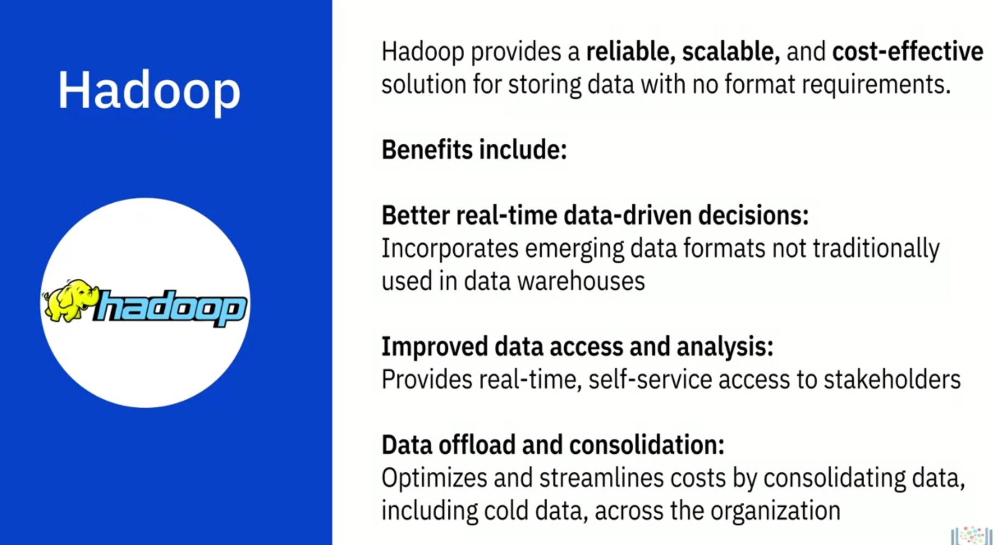 Hadoop
hadoop
Hadoop provides a reliable, scalable, and cost-effective
solution for storing data with no format requirements.
Benefits include:
Better real-time data-driven decisions:
Incorporates emerging data formats not traditionally
used in data warehouses
Improved data access and analysis:
Provides real-time, self-service access to stakeholders
Data offload and consolidation:
Optimizes and streamlines costs by consolidating data,
including cold data, across the organization